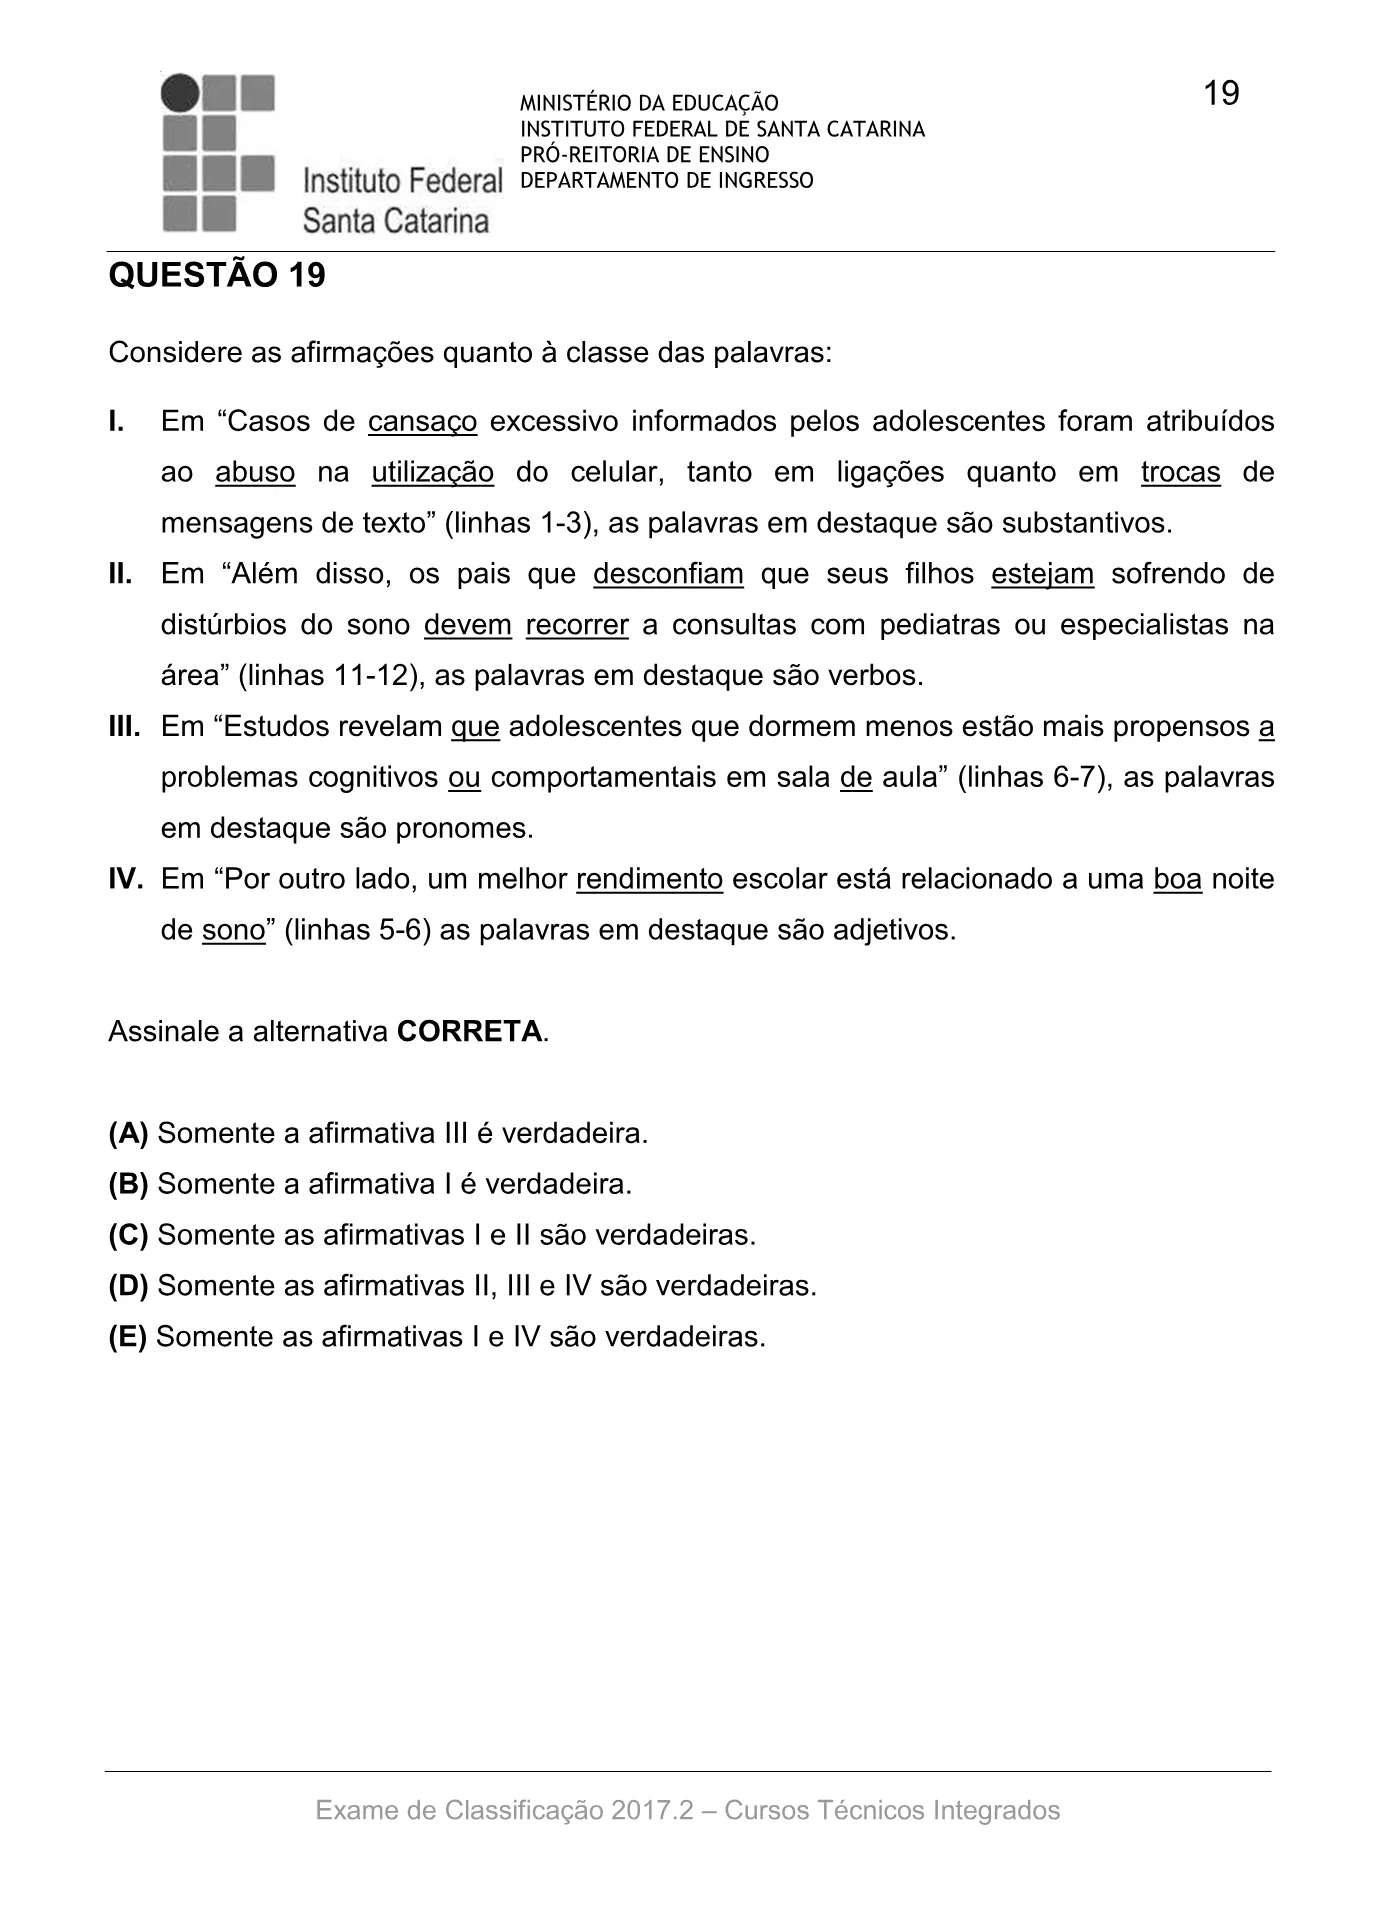 19
MINISTÉRIO DA EDUCAÇÃO
INSTITUTO FEDERAL DE SANTA CATARINA
PRÓ-REITORIA DE ENSINO
DEPARTAMENTO DE INGRESSO
Instituto Federal
Santa Catarina
QUESTÃO 19
Considere as afirmações quanto à classe das palavras:
I. Em “Casos de cansaço excessivo informados pelos adolescentes foram atribuídos
ao abuso na utilização do celular, tanto em ligações quanto em trocas de
mensagens de texto” (linhas 1-3), as palavras em destaque são substantivos.
II. Em “Além disso, os pais que desconfiam que seus filhos estejam sofrendo de
distúrbios do sono devem recorrer a consultas com pediatras ou especialistas na
área” (linhas 11-12), as palavras em destaque são verbos.
III. Em “Estudos revelam que adolescentes que dormem menos estão mais propensos a
problemas cognitivos ou comportamentais em sala de aula” (linhas 6-7), as palavras
em destaque são pronomes.
IV. Em “Por outro lado, um melhor rendimento escolar está relacionado a uma boa noite
de sono” (linhas 5-6) as palavras em destaque são adjetivos.
Assinale a alternativa CORRETA.
(A) Somente a afirmativa III é verdadeira.
(B) Somente a afirmativa I é verdadeira.
(C) Somente as afirmativas I e II são verdadeiras.
(D) Somente as afirmativas II, III e IV são verdadeiras.
(E) Somente as afirmativas I e IV são verdadeiras.
Exame de Classificação 2017.2 – Cursos Técnicos Integrados